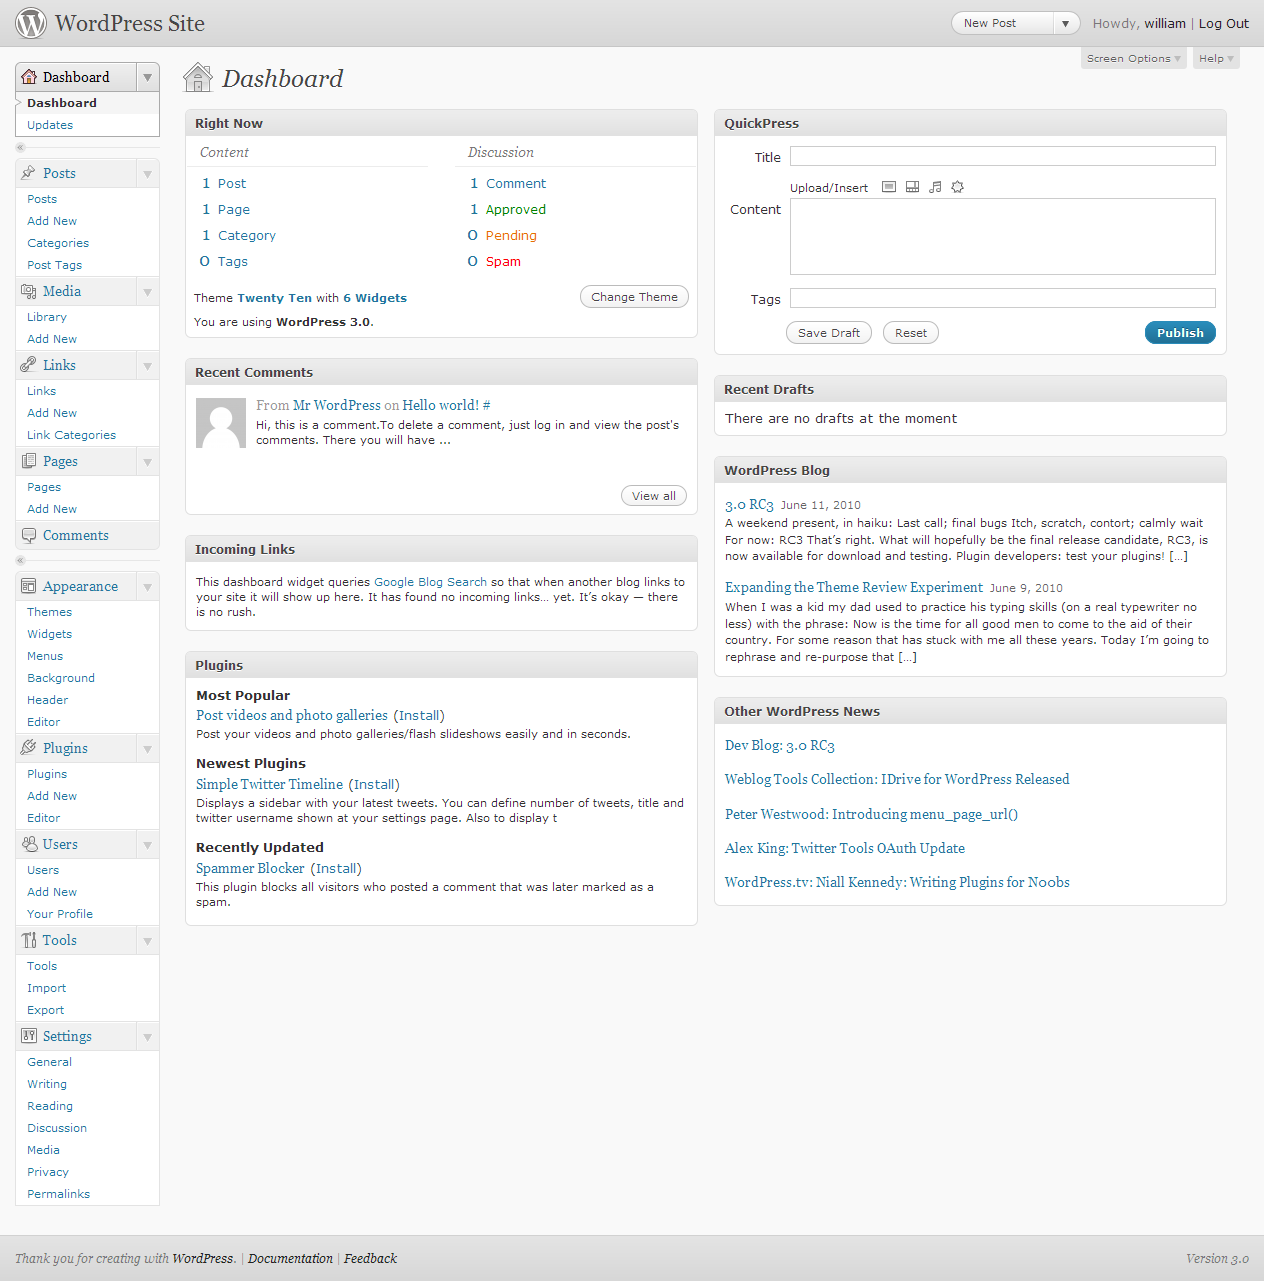 WordPress Site
New Post
Howdy, william | Log Out
Screen Options
Help
Dashboard
Dashboard
Updates
Posts
Posts
Add New
Categories
Post Tags
Media
Library
Add New
Links
Links
Add New
Link Categories
Pages
Pages
Add New
Comments
Appearance
Themes
Widgets
Menus
Background
Header
Editor
Plugins
Plugins
Add New
Editor
Users
Users
Add New
Your Profile
Tools
Tools
Import
Export
Settings
General
Writing
Reading
Discussion
Media
Privacy
Permalinks
Dashboard
Right Now
Content
1 Post
1 Page
1 Category
0 Tags
Discussion
1 Comment
1 Approved
0 Pending
0 Spam
Theme Twenty Ten with 6 Widgets
Change Theme
You are using WordPress 3.0.
Recent Comments
From Mr WordPress on Hello world! #
Hi, this is a comment.To delete a comment, just log in and view the post's
comments. There you will have ...
View all
Incoming Links
This dashboard widget queries Google Blog Search so that when another blog links to
your site it will show up here. It has found no incoming links… yet. It’s okay — there
is no rush.
Plugins
Most Popular
Post videos and photo galleries (Install)
Post your videos and photo galleries/flash slideshows easily and in seconds.
Newest Plugins
Simple Twitter Timeline (Install)
Displays a sidebar with your latest tweets. You can define number of tweets, title and
twitter username shown at your settings page. Also to display t
Recently Updated
Spammer Blocker (Install)
This plugin blocks all visitors who posted a comment that was later marked as a
spam.
QuickPress
Title
Upload/Insert
Content
Tags
Save Draft
Reset
Publish
Recent Drafts
There are no drafts at the moment
WordPress Blog
3.0 RC3 June 11, 2010
A weekend present, in haiku: Last call; final bugs Itch, scratch, contort; calmly wait
For now: RC3 That’s right. What will hopefully be the final release candidate, RC3, is
now available for download and testing. Plugin developers: test your plugins! […]
Expanding the Theme Review Experiment June 9, 2010
When I was a kid my dad used to practice his typing skills (on a real typewriter no
less) with the phrase: Now is the time for all good men to come to the aid of their
country. For some reason that has stuck with me all these years. Today I’m going to
rephrase and re-purpose that […]
Other WordPress News
Dev Blog: 3.0 RC3
Weblog Tools Collection: IDrive for WordPress Released
Peter Westwood: Introducing menu_page_url()
Alex King: Twitter Tools OAuth Update
WordPress.tv: Niall Kennedy: Writing Plugins for N00bs
Thank you for creating with WordPress. | Documentation | Feedback
Version 3.0